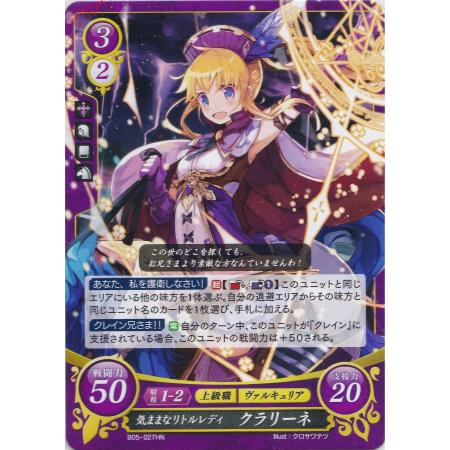 3
2
この世のどこを探しても、
お兄さまより素敵な方なんていませんわ!
あなた、私を護衛しなさい! 起【 、 1】このユニットと同じ
エリアにいる他の味方を1体選ぶ。自分の退避エリアからその味方と
同じユニット名のカードを1枚選び、手札に加える。
クレイン兄さま!! 常 自分のターン中、このユニットが『クレイン』に
支援されている場合、このユニットの戦闘力は+50される。
戦闘力
50
射程 1-2 上級職 ヴァルキュリア
支援力
20
気ままなリトルレディ クラリーネ
B05-027HN
Illust:クロサワテツ